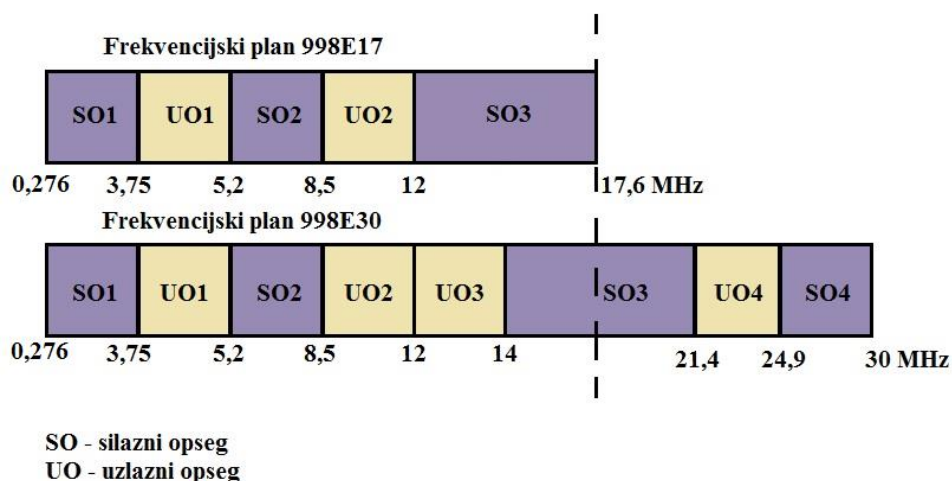 Frekvencijski plan 998E17
SO1 UO1 SO2 UO2 SO3
0,276 3,75 5,2 8,5 12 17,6 MHz
Frekvencijski plan 998E30
SO1 UO1 SO2 UO2 UO3 SO3 UO4 SO4
0,276 3,75 5,2 8,5 12 14 21,4 24,9 30 MHz
SO - silazni opseg
UO - uzlazni opseg